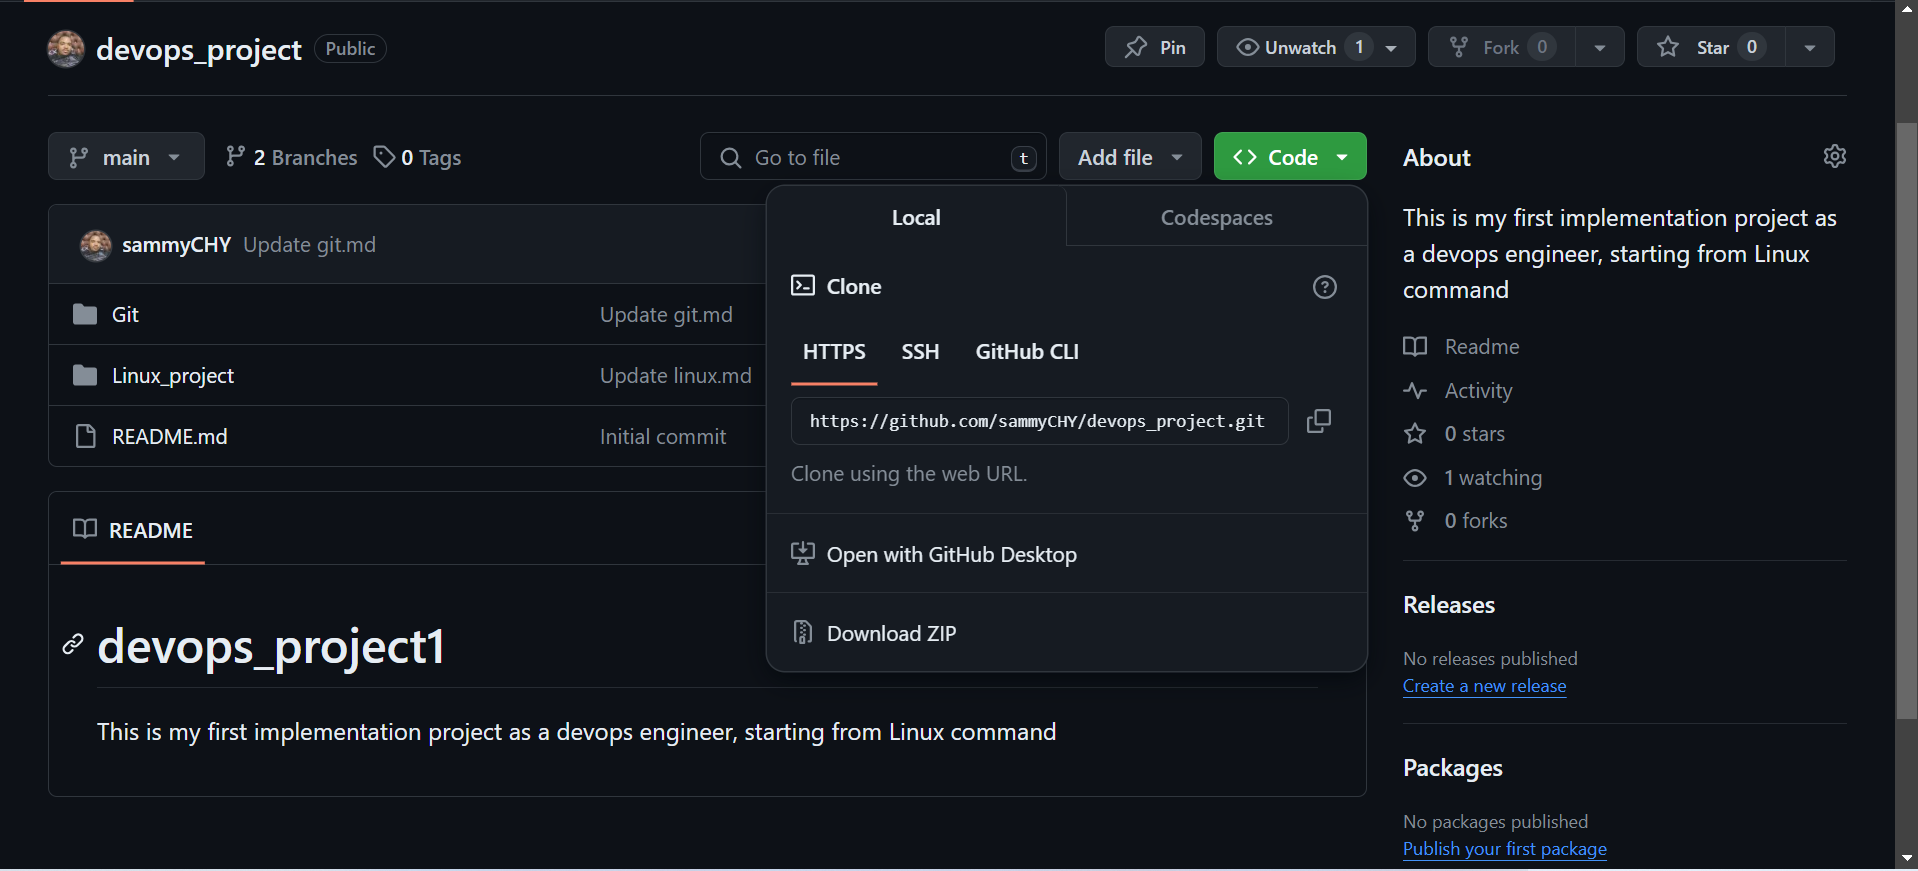 devops_project Public
Pin
Unwatch 1
Fork 0
Star 0
main
2 Branches
0 Tags
Go to file t
Add file
<> Code
sammyCHY Update git.md
Git Update git.md
Linux_project Update linux.md
README.md Initial commit
Local Codespaces
Clone
HTTPS SSH GitHub CLI
https://github.com/sammyCHY/devops_project.git
Clone using the web URL.
Open with GitHub Desktop
Download ZIP
README
devops_project1
This is my first implementation project as a devops engineer, starting from Linux command
About
This is my first implementation project as
a devops engineer, starting from Linux
command
Readme
Activity
0 stars
1 watching
0 forks
Releases
No releases published
Create a new release
Packages
No packages published
Publish your first package